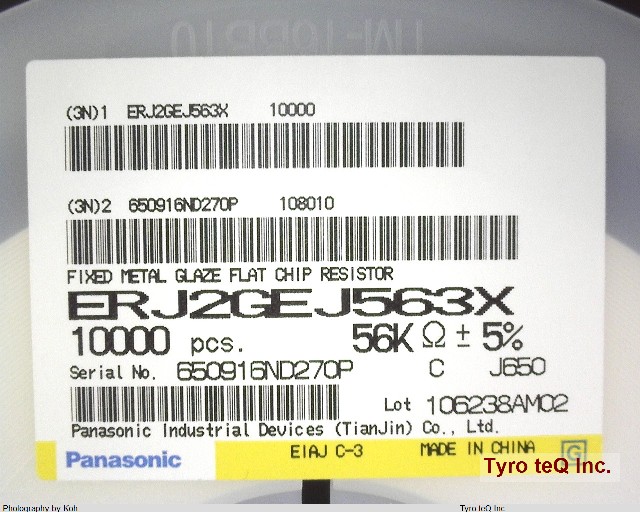 (3N)1 ERJ2GEJ563X 10000
(3N)2 650916ND270P 108010
FIXED METAL GLAZE FLAT CHIP RESISTOR
ERJ2GEJ563X
10000 pcs. 56K Ω ± 5%
Serial No. 650916ND270P C J650
Lot 106238AM02
Panasonic Industrial Devices (TianJin) Co., Ltd.
Panasonic EIAJ C-3 MADE IN CHINA G
Tyro teQ Inc.
Photography by Koh Tyro teQ Inc